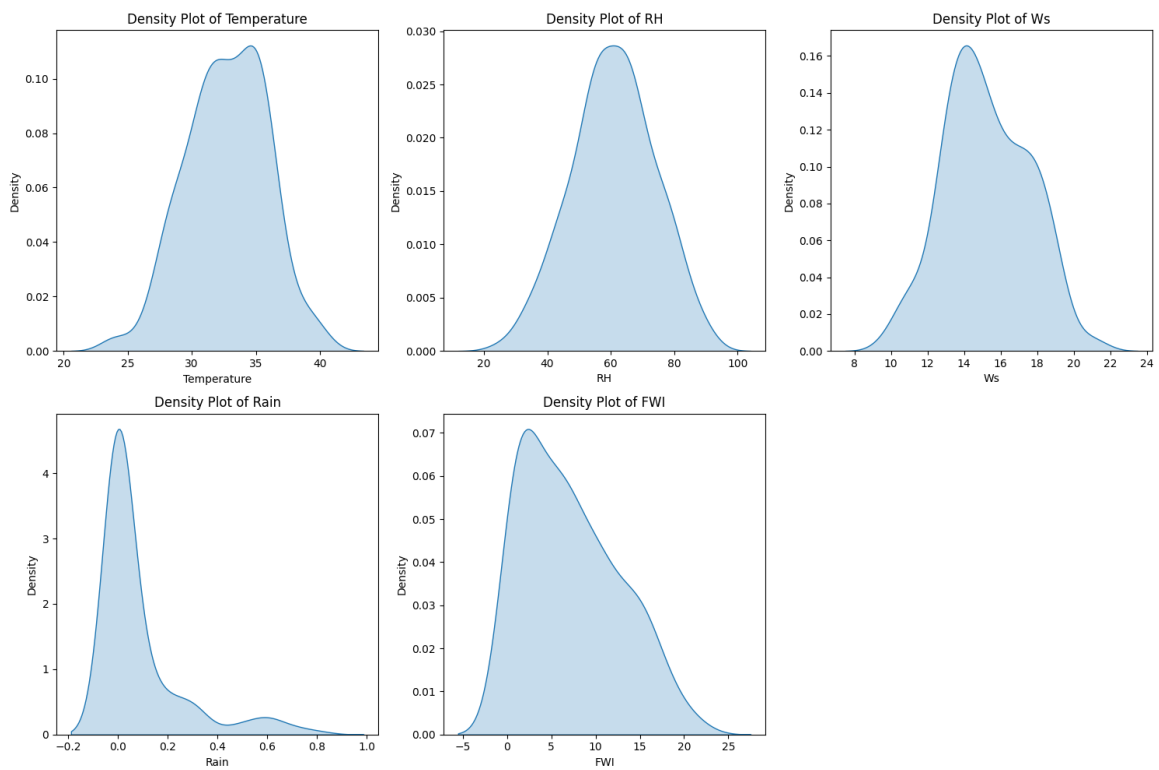 Density Plot of Temperature
Density
0.10
0.08
0.06
0.04
0.02
0.00
20 25 30 35 40
Temperature
Density Plot of RH
Density
0.030
0.025
0.020
0.015
0.010
0.005
0.000
20 40 60 80 100
RH
Density Plot of Ws
Density
0.16
0.14
0.12
0.10
0.08
0.06
0.04
0.02
0.00
8 10 12 14 16 18 20 22 24
Ws
Density Plot of Rain
Density
4
3
2
1
0
−0.2 0.0 0.2 0.4 0.6 0.8 1.0
Rain
Density Plot of FWI
Density
0.07
0.06
0.05
0.04
0.03
0.02
0.01
0.00
−5 0 5 10 15 20 25
FWI